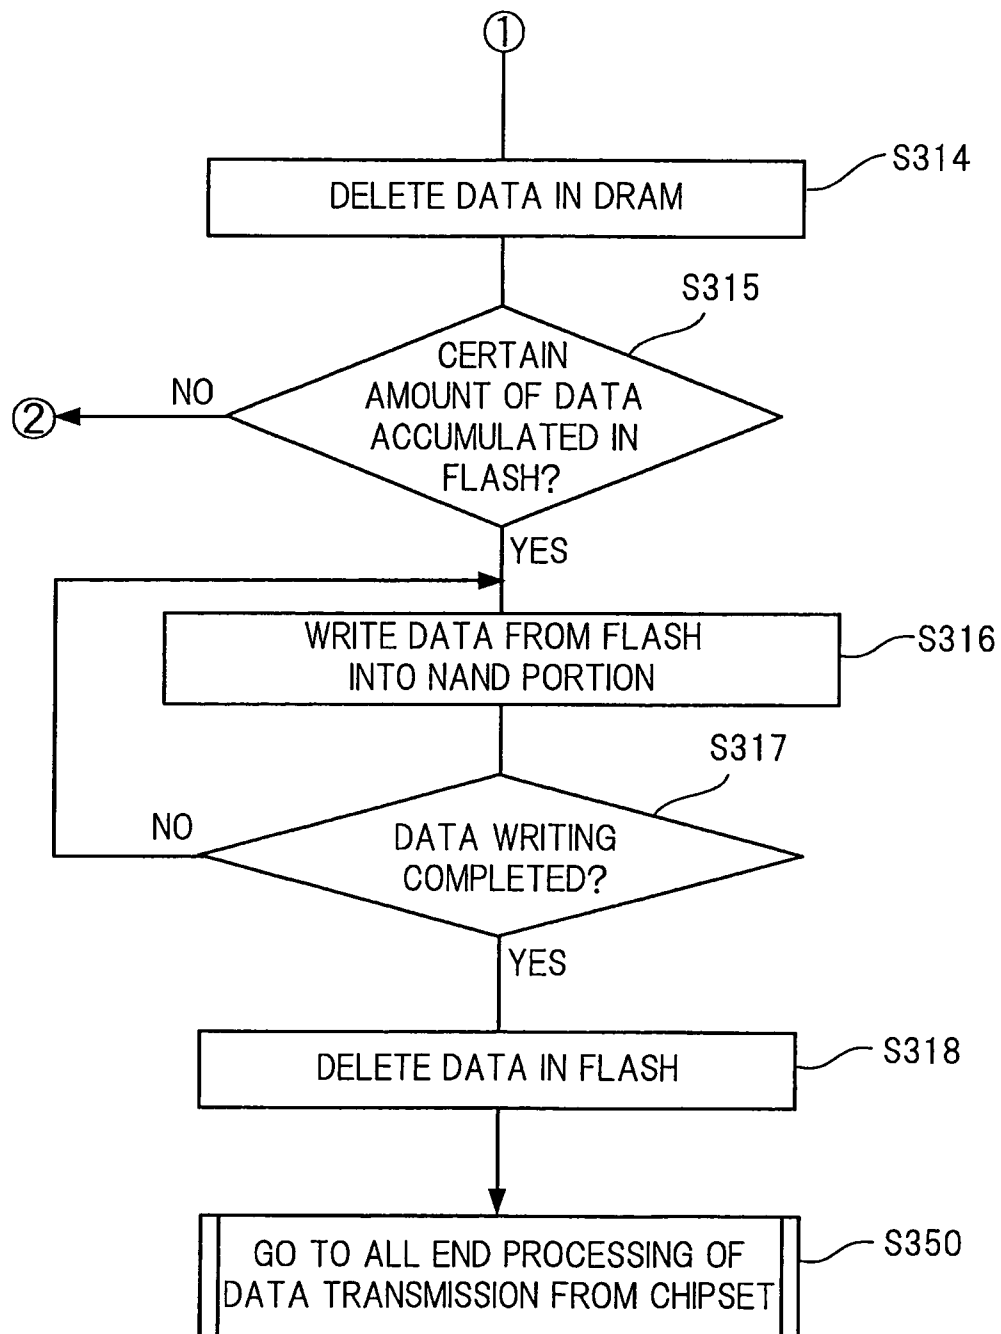 ①
S314
DELETE DATA IN DRAM
S315
CERTAIN
AMOUNT OF DATA
ACCUMULATED IN
FLASH?
NO
②
YES
WRITE DATA FROM FLASH
INTO NAND PORTION
S316
S317
NO
DATA WRITING
COMPLETED?
YES
DELETE DATA IN FLASH
S318
GO TO ALL END PROCESSING OF
DATA TRANSMISSION FROM CHIPSET
S350